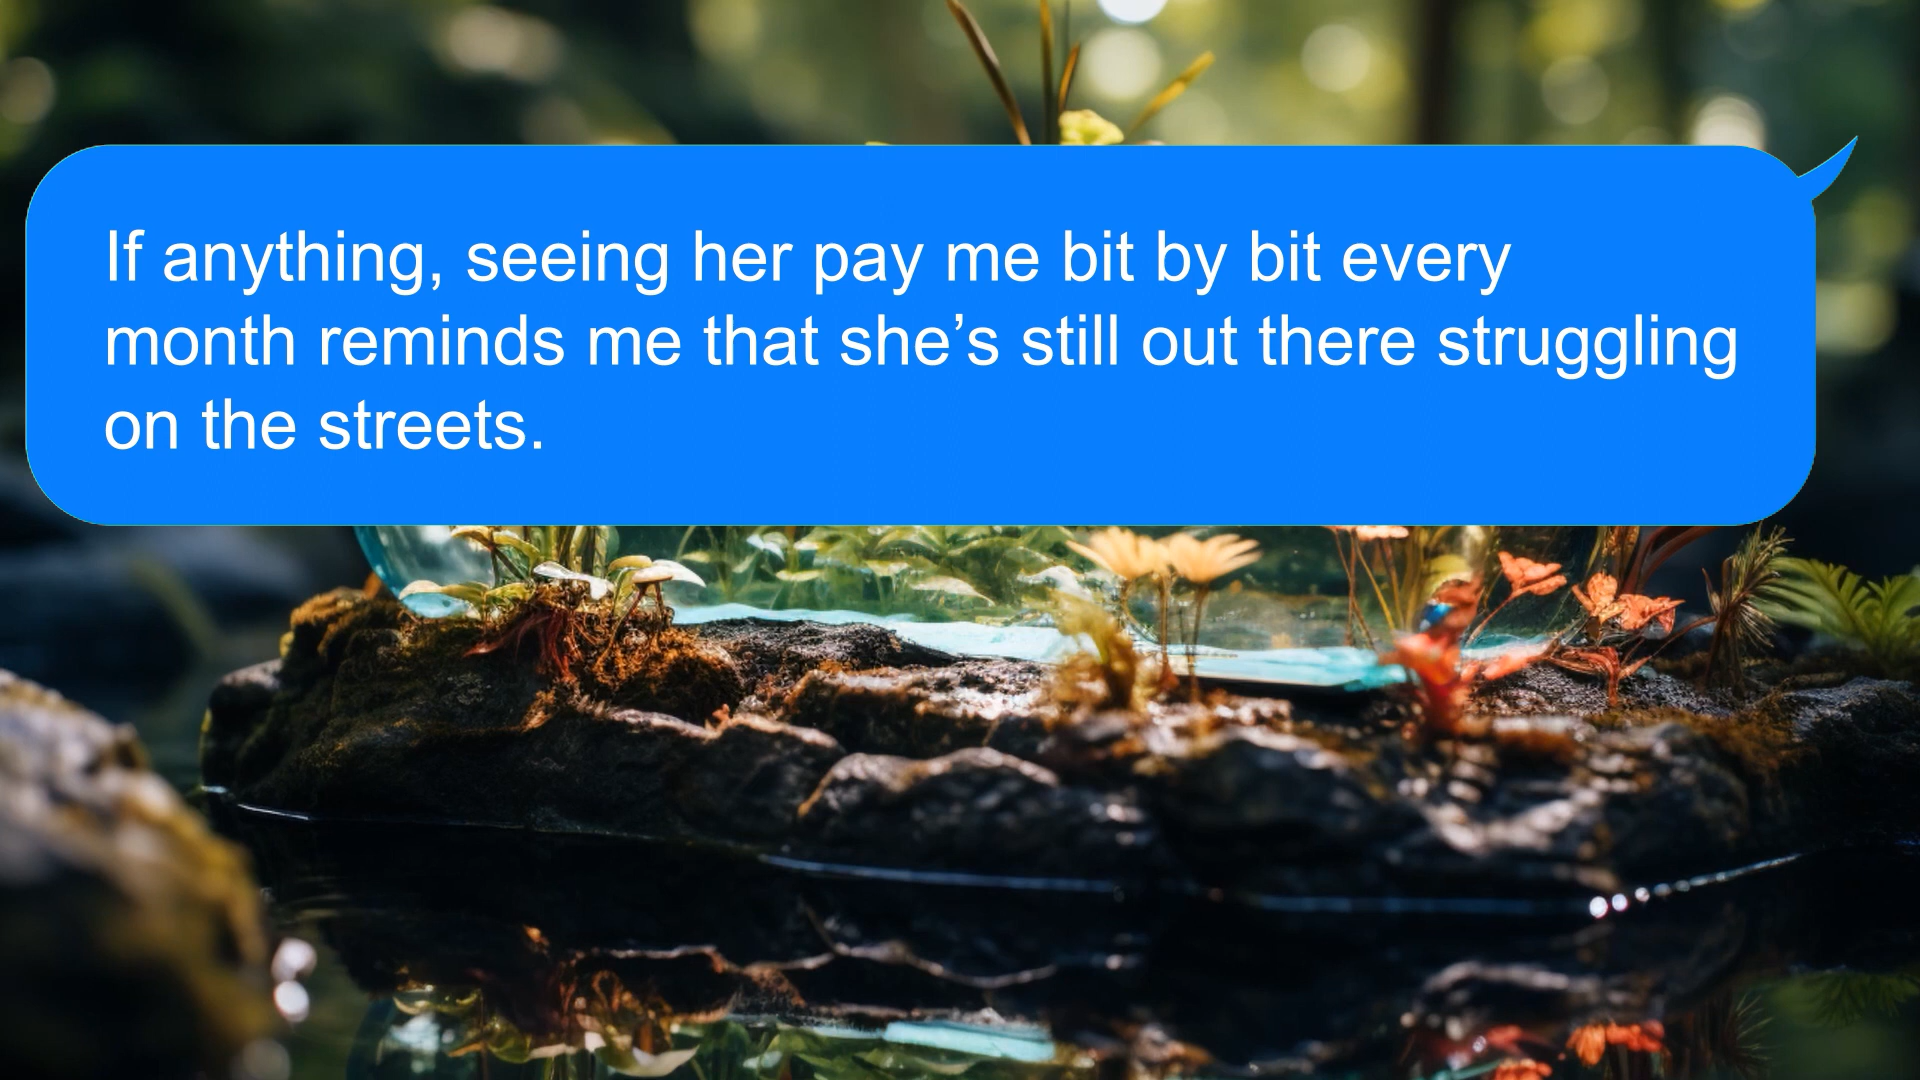 If anything, seeing her pay me bit by bit every
month reminds me that she’s still out there struggling
on the streets.